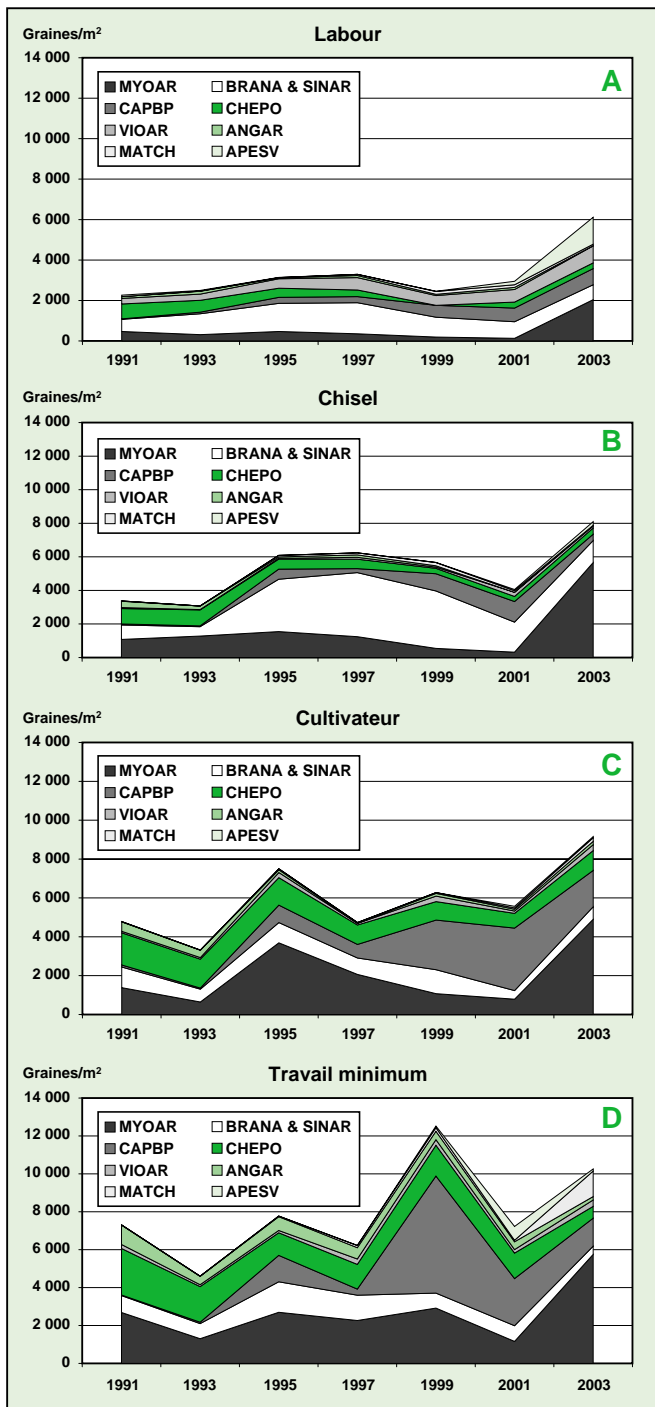 Graines/m²
Labour
14 000
A
12 000
10 000
8 000
6 000
4 000
2 000
0
MYOAR BRANA & SINAR
CAPBP CHEPO
VIOAR ANGAR
MATCH APESV
1991 1993 1995 1997 1999 2001 2003
Graines/m²
Chisel
14 000
B
12 000
10 000
8 000
6 000
4 000
2 000
0
MYOAR BRANA & SINAR
CAPBP CHEPO
VIOAR ANGAR
MATCH APESV
1991 1993 1995 1997 1999 2001 2003
Graines/m²
Cultivateur
14 000
C
12 000
10 000
8 000
6 000
4 000
2 000
0
MYOAR BRANA & SINAR
CAPBP CHEPO
VIOAR ANGAR
MATCH APESV
1991 1993 1995 1997 1999 2001 2003
Graines/m²
Travail minimum
14 000
D
12 000
10 000
8 000
6 000
4 000
2 000
0
MYOAR BRANA & SINAR
CAPBP CHEPO
VIOAR ANGAR
MATCH APESV
1991 1993 1995 1997 1999 2001 2003